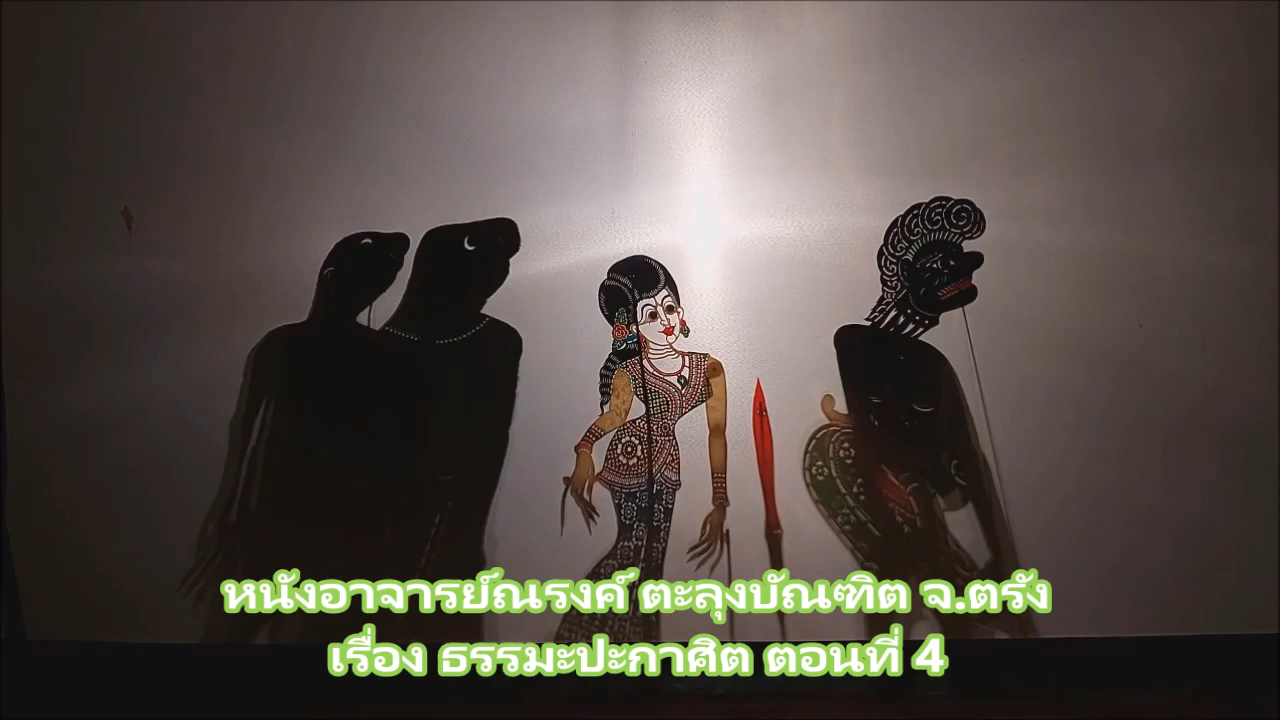 หนังอาจารย์ณรงค์ ตะลุงบัณฑิต จ.ตรัง
เรื่อง ธรรมะปะกาศิต ตอนที่ 4